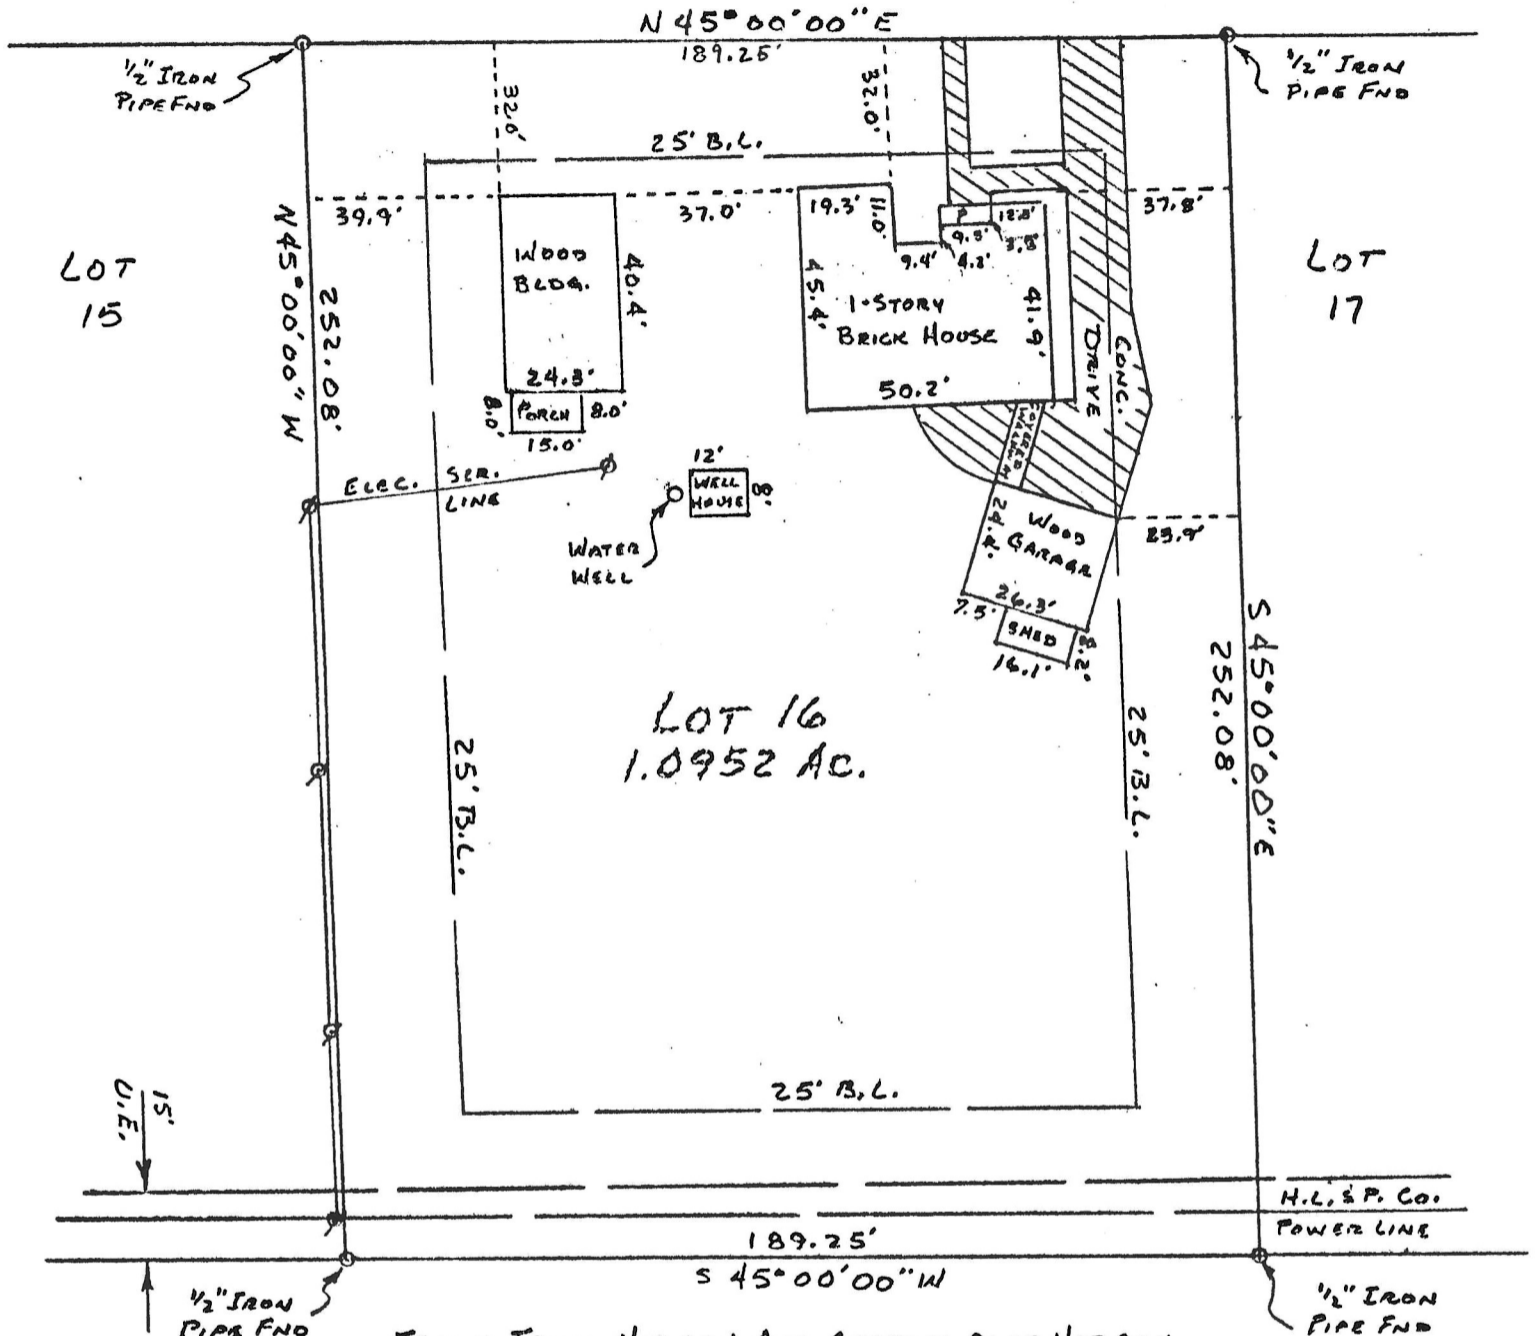 N 45° 00' 00" E
189.25'
1/2" IRON
PIPE FND
1/2" IRON
PIPE FND
32.0'
32.0'
25' B.L.
39.9'
37.0'
19.3'
11.0'
P
12.8'
9.5'
9.4'
4.2'
37.8'
LOT
15
N 45° 00' 00" W
252.08'
WOOD
BLDG.
40.4'
24.3'
8.0'
PORCH
8.0'
15.0'
45.4'
1-STORY
BRICK HOUSE
41.9'
50.2'
CONC.
DRIVE
LOT
17
COVERED
WALKWAY
ELEC. SER.
LINE
12'
WELL
HOUSE
8'
WATER
WELL
WOOD
GARAGE
26.3'
7.5'
SHED
8.2'
16.1'
S 45° 00' 00" E
252.08'
LOT 16
1.0952 AC.
25' B.L.
25' B.L.
25' B.L.
15'
U.E.
H.L. & P. CO.
POWER LINE
189.25'
S 45° 00' 00" W
1/2" IRON
PIPE FND
1/2" IRON
PIPE FND